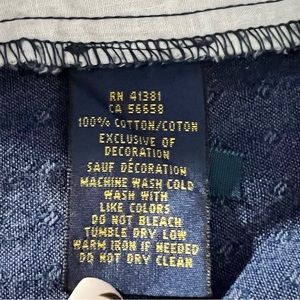 RN 41381
CA 56658
100% COTTON/COTON
EXCLUSIVE OF
DECORATION
SAUF DÉCORATION
MACHINE WASH COLD
WASH WITH
LIKE COLORS
DO NOT BLEACH
TUMBLE DRY LOW
WARM IRON IF NEEDED
DO NOT DRY CLEAN